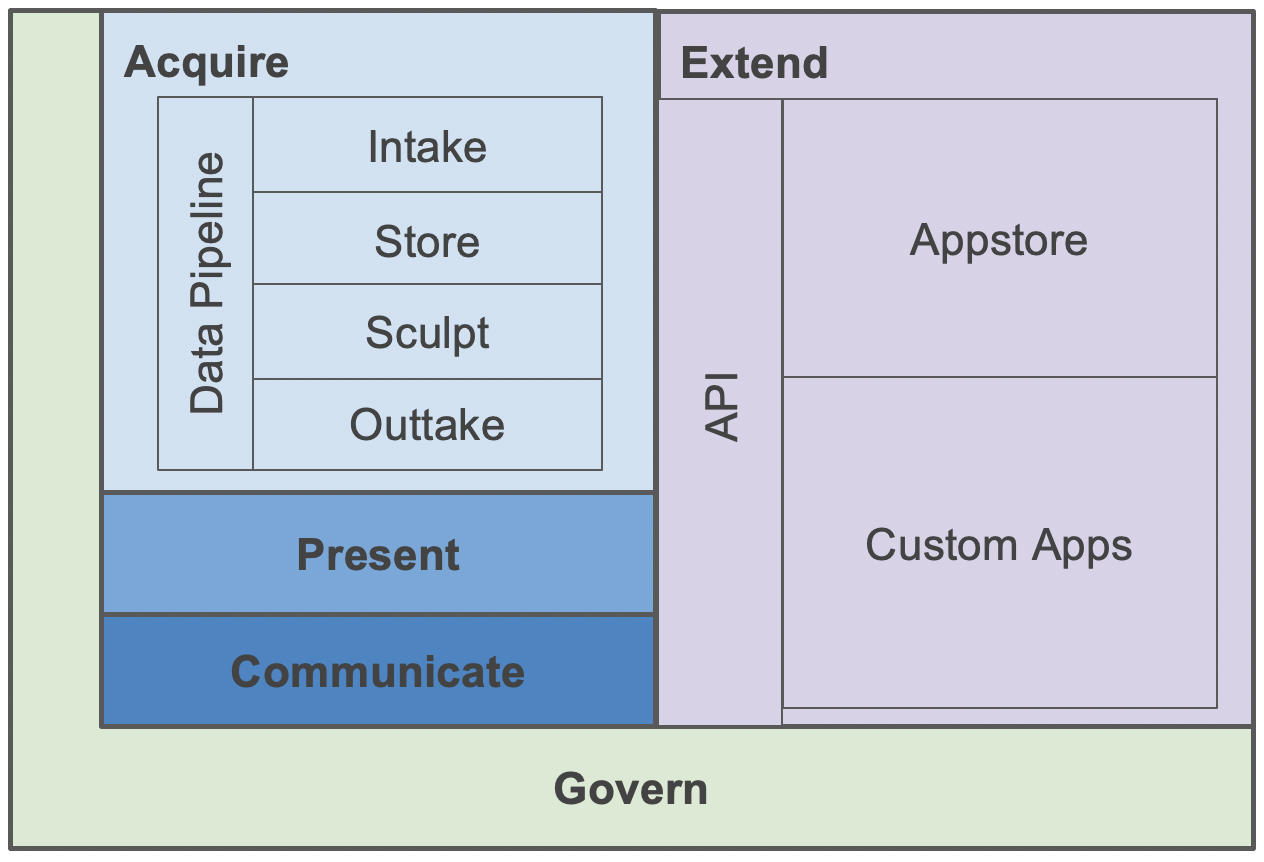 Acquire
Data Pipeline
Intake
Store
Sculpt
Outtake
Present
Communicate
Extend
API
Appstore
Custom Apps
Govern